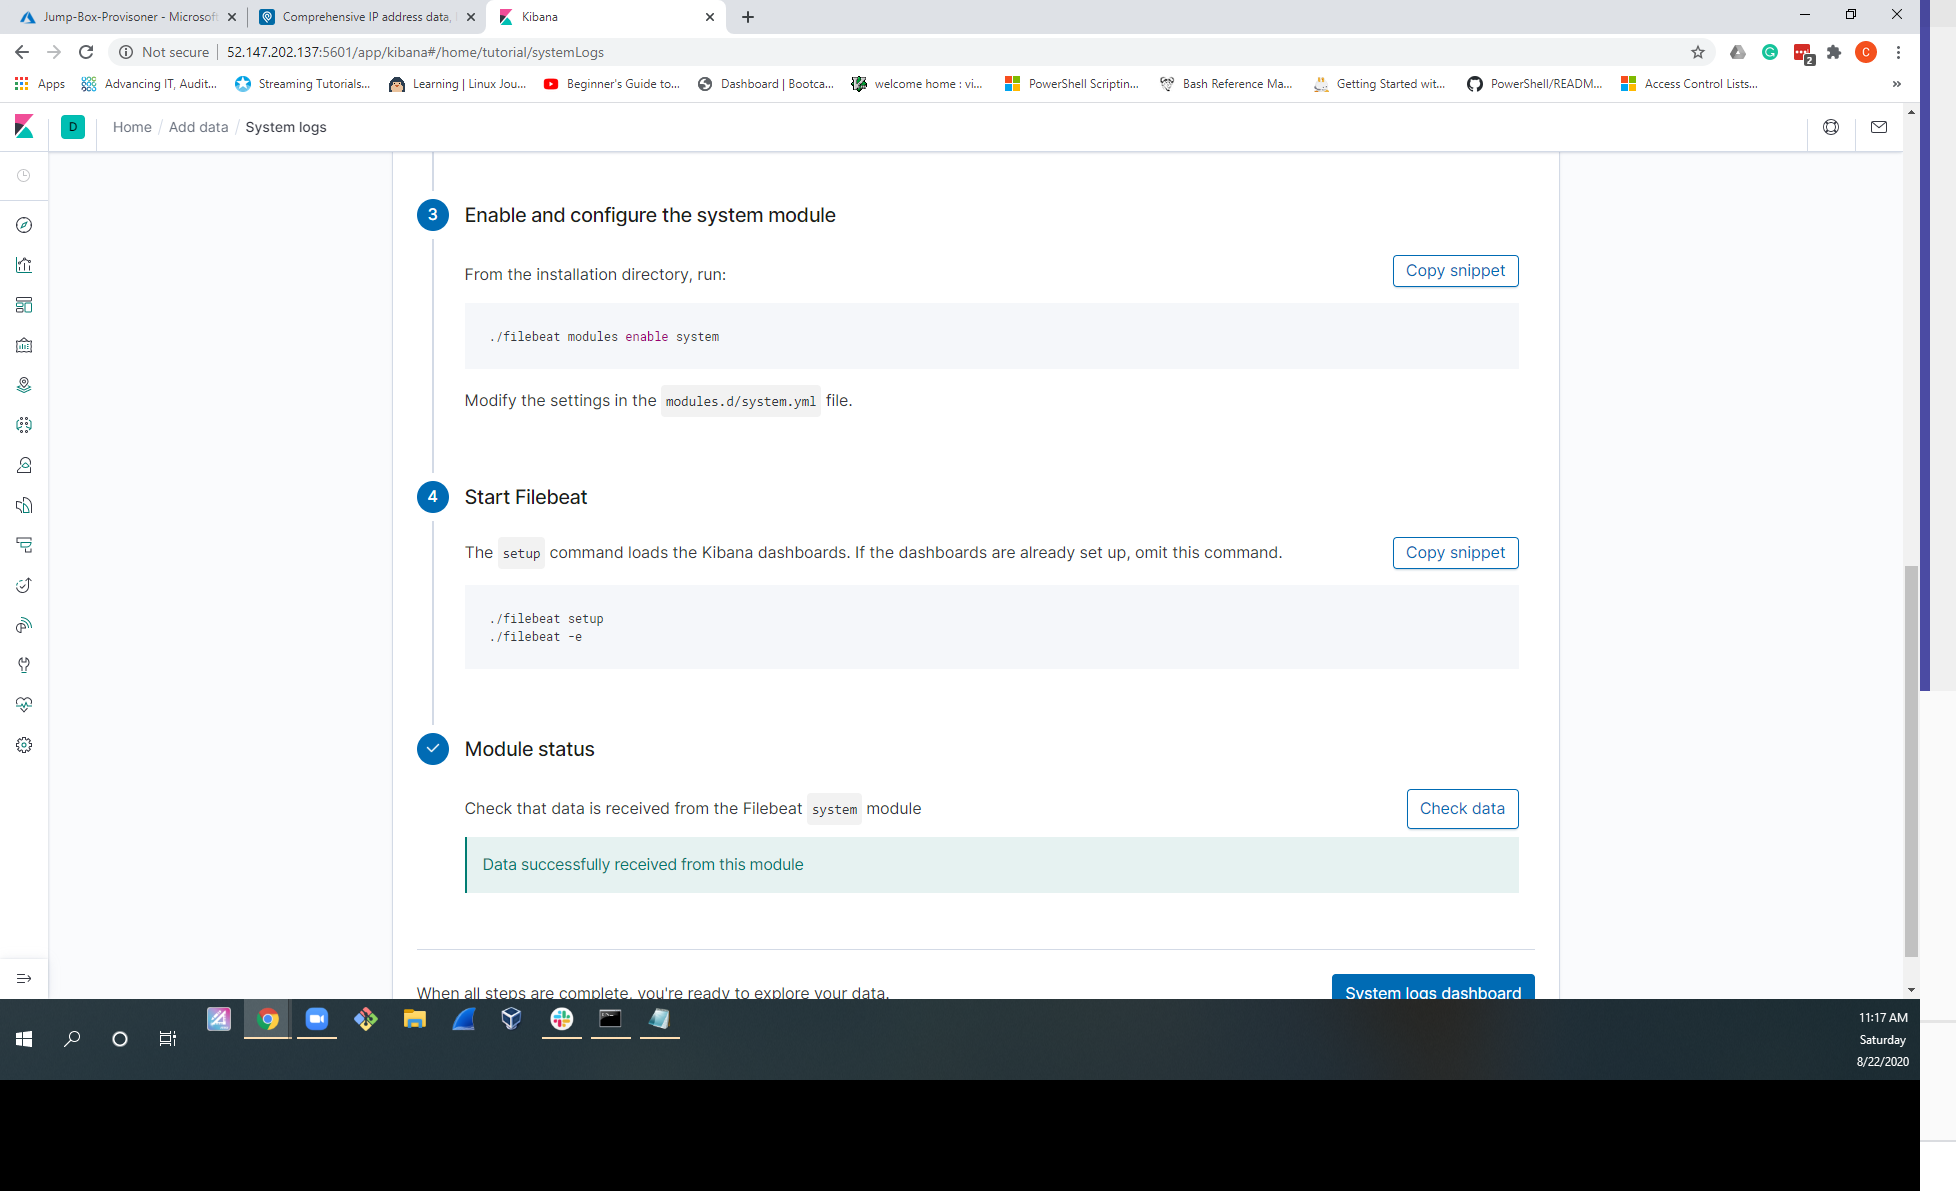 Jump-Box-Provisoner - Microsoft
Comprehensive IP address data,
Kibana
Not secure
52.147.202.137:5601/app/kibana#/home/tutorial/systemLogs
2
C
Apps
Advancing IT, Audit...
Streaming Tutorials...
Learning | Linux Jou...
Beginner's Guide to...
Dashboard | Bootca...
welcome home : vi...
PowerShell Scriptin...
Bash Reference Ma...
Getting Started wit...
PowerShell/READM...
Access Control Lists...
»
D
Home / Add data / System logs
3
Enable and configure the system module
From the installation directory, run:
Copy snippet
./filebeat modules enable system
Modify the settings in the modules.d/system.yml file.
4
Start Filebeat
The setup command loads the Kibana dashboards. If the dashboards are already set up, omit this command.
Copy snippet
./filebeat setup
./filebeat -e
Module status
Check that data is received from the Filebeat system module
Check data
Data successfully received from this module
When all steps are complete, you're ready to explore your data.
System logs dashboard
11:17 AM
Saturday
8/22/2020